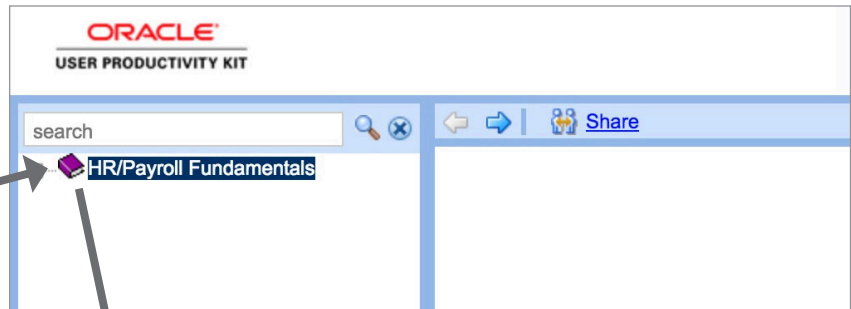 ORACLE
USER PRODUCTIVITY KIT
search
Share
HR/Payroll Fundamentals